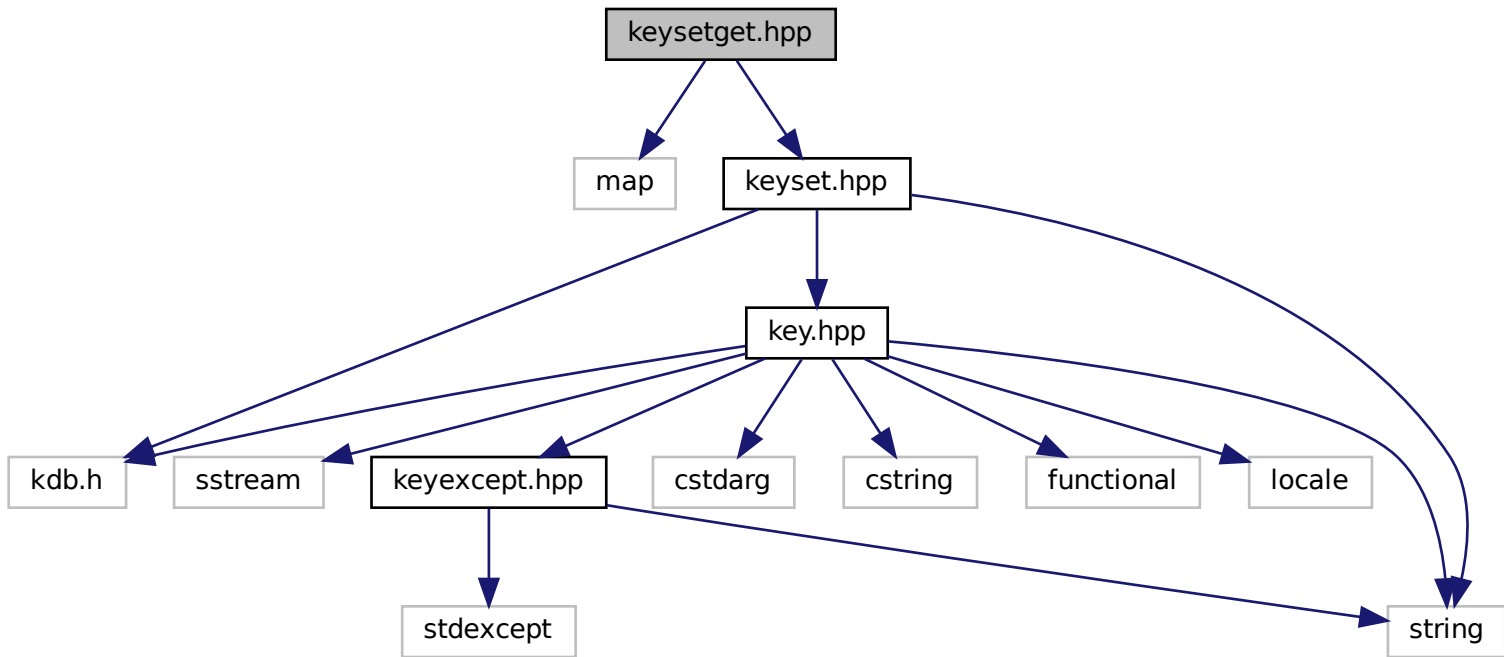 keysetget.hpp
map
keyset.hpp
key.hpp
kdb.h
sstream
keyexcept.hpp
cstdarg
cstring
functional
locale
stdexcept
string